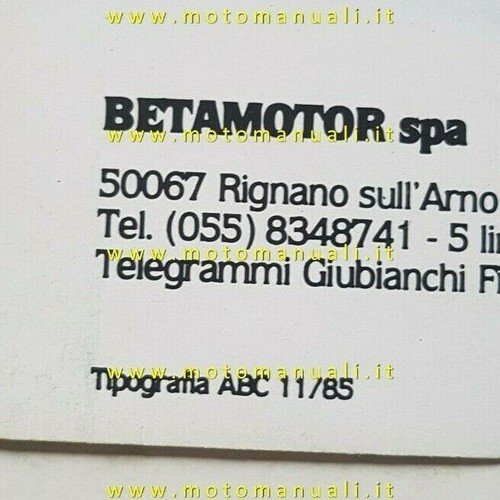 www.motomanuali.it
BETAMOTOR spa
www.motomanuali.it
50067 Rignano sull'Arno
Tel. (055) 8348741 - 5
Telegrammi Giubianchi
www.motomanuali.it
Tipografia ABC 11/85
www.motomanuali.it
www.motomanuali.it